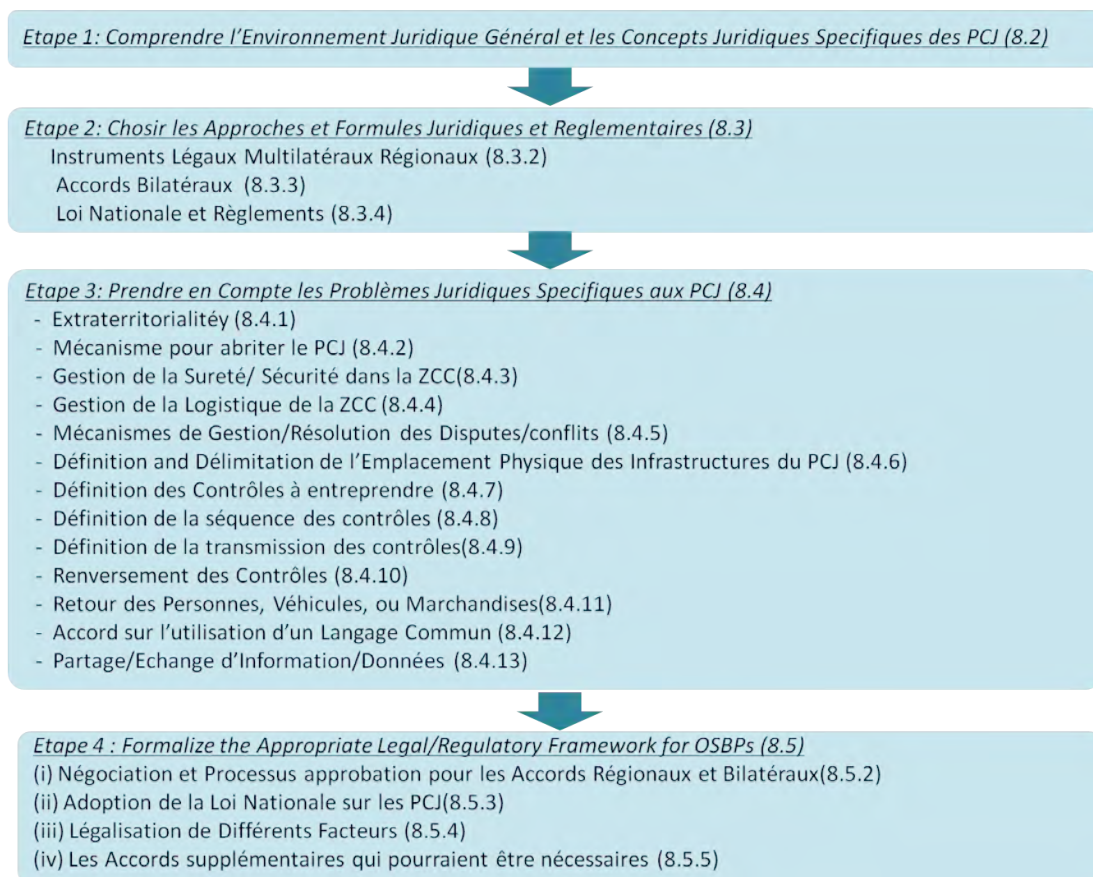 Etape 1: Comprendre l’Environnement Juridique Général et les Concepts Juridiques Specifiques des PCJ (8.2)
Etape 2: Chosir les Approches et Formules Juridiques et Reglementaires (8.3)
Instruments Légaux Multilatéraux Régionaux (8.3.2)
Accords Bilatéraux (8.3.3)
Loi Nationale et Règlements (8.3.4)
Etape 3: Prendre en Compte les Problèmes Juridiques Specifiques aux PCJ (8.4)
- Extraterritorialitéy (8.4.1)
- Mécanisme pour abriter le PCJ (8.4.2)
- Gestion de la Sureté/ Sécurité dans la ZCC(8.4.3)
- Gestion de la Logistique de la ZCC (8.4.4)
- Mécanismes de Gestion/Résolution des Disputes/conflits (8.4.5)
- Définition and Délimitation de l’Emplacement Physique des Infrastructures du PCJ (8.4.6)
- Définition des Contrôles à entreprendre (8.4.7)
- Définition de la séquence des contrôles (8.4.8)
- Définition de la transmission des contrôles(8.4.9)
- Renversement des Contrôles (8.4.10)
- Retour des Personnes, Véhicules, ou Marchandises(8.4.11)
- Accord sur l’utilisation d’un Langage Commun (8.4.12)
- Partage/Echange d’Information/Données (8.4.13)
Etape 4 : Formalize the Appropriate Legal/Regulatory Framework for OSBPs (8.5)
(i) Négociation et Processus approbation pour les Accords Régionaux et Bilatéraux(8.5.2)
(ii) Adoption de la Loi Nationale sur les PCJ(8.5.3)
(iii) Légalisation de Différents Facteurs (8.5.4)
(iv) Les Accords supplémentaires qui pourraient être nécessaires (8.5.5)